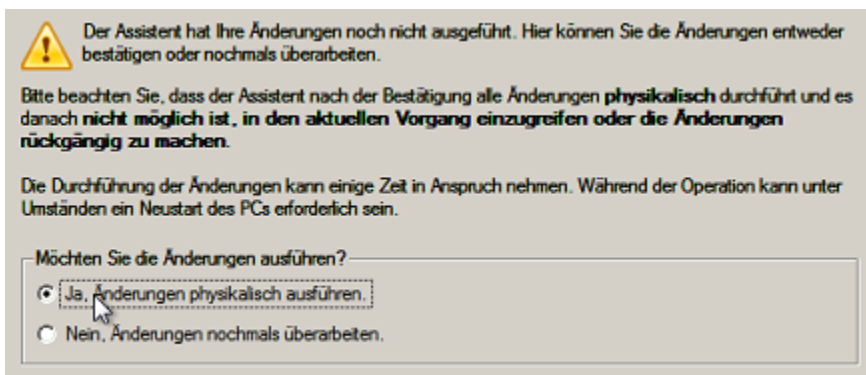 Der Assistent hat Ihre Änderungen noch nicht ausgeführt. Hier können Sie die Änderungen entweder
bestätigen oder nochmals überarbeiten.
Bitte beachten Sie, dass der Assistent nach der Bestätigung alle Änderungen physikalisch durchführt und es
danach nicht möglich ist, in den aktuellen Vorgang einzugreifen oder die Änderungen
rückgängig zu machen.
Die Durchführung der Änderungen kann einige Zeit in Anspruch nehmen. Während der Operation kann unter
Umständen ein Neustart des PCs erforderlich sein.
Möchten Sie die Änderungen ausführen?
Ja, Änderungen physikalisch ausführen.
Nein, Änderungen nochmals überarbeiten.